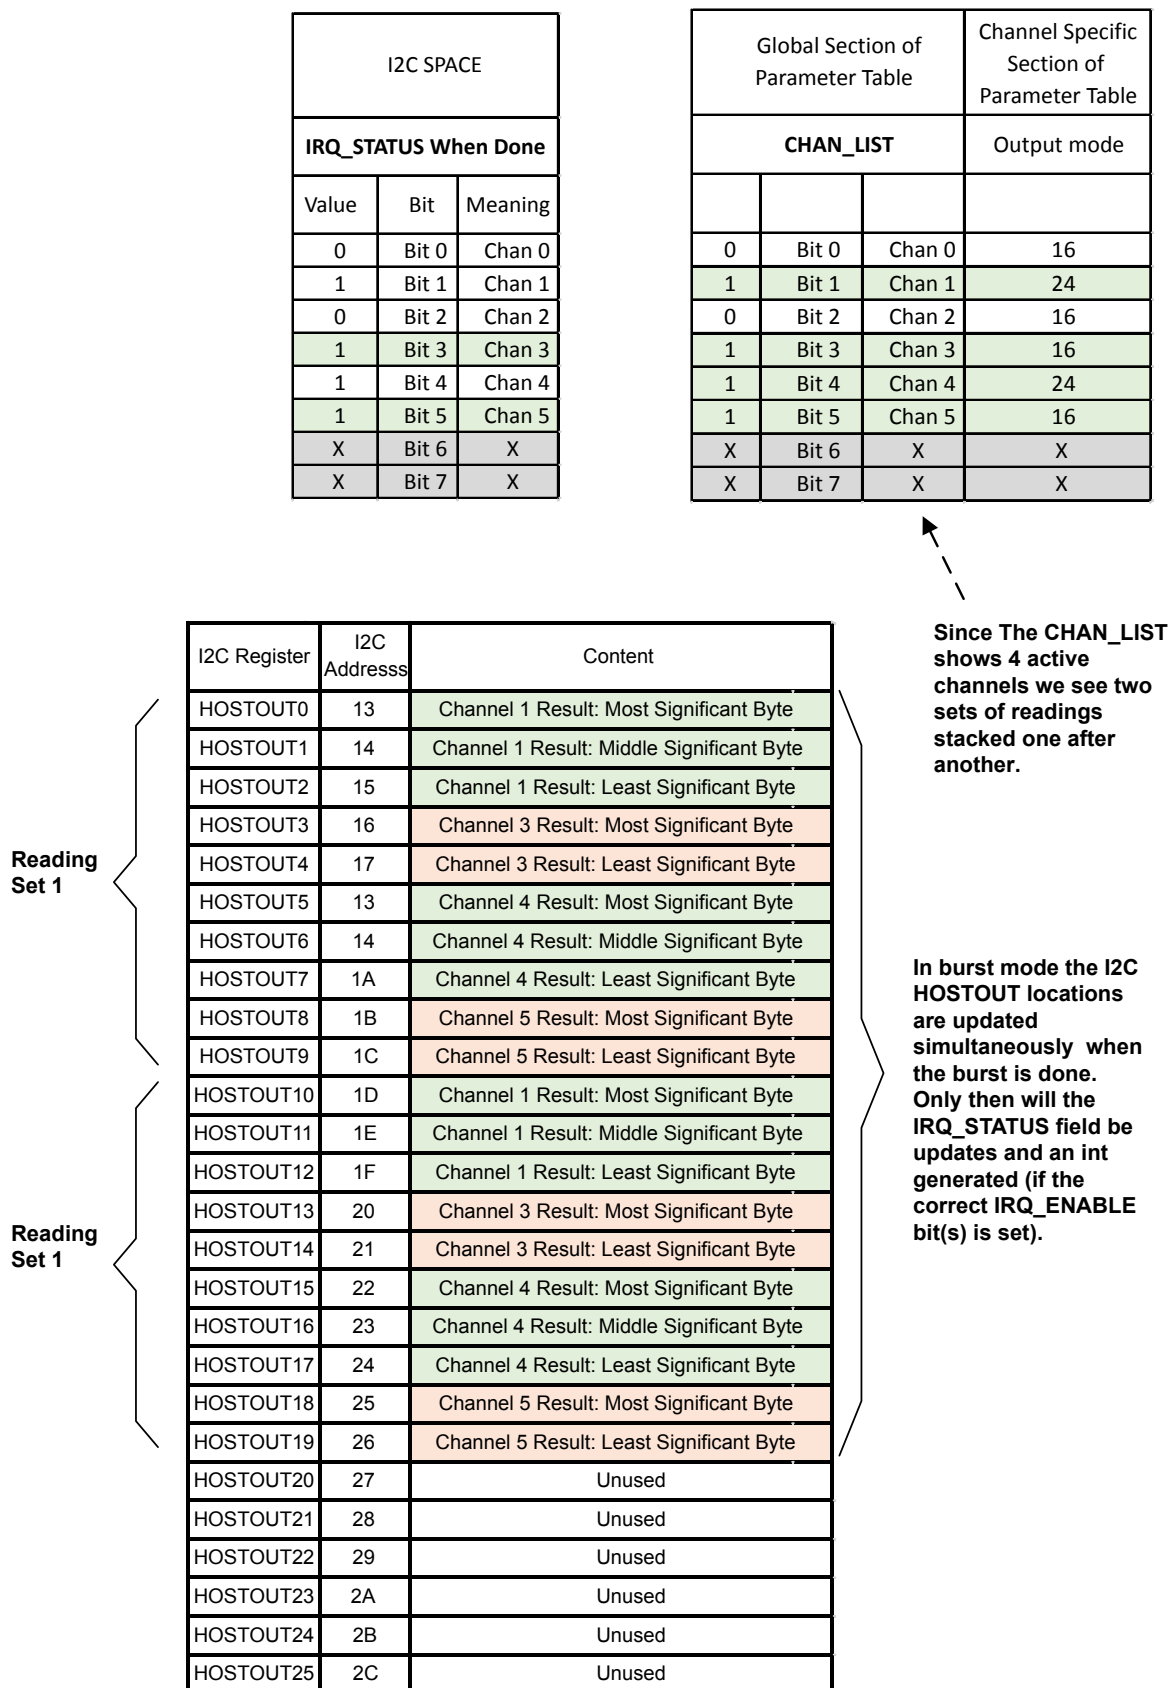 I2C SPACE
IRQ_STATUS When Done
Value Bit Meaning
0 Bit 0 Chan 0
1 Bit 1 Chan 1
0 Bit 2 Chan 2
1 Bit 3 Chan 3
1 Bit 4 Chan 4
1 Bit 5 Chan 5
X Bit 6 X
X Bit 7 X
Global Section of
Parameter Table
Channel Specific
Section of
Parameter Table
CHAN_LIST Output mode
0 Bit 0 Chan 0 16
1 Bit 1 Chan 1 24
0 Bit 2 Chan 2 16
1 Bit 3 Chan 3 16
1 Bit 4 Chan 4 24
1 Bit 5 Chan 5 16
X Bit 6 X X
X Bit 7 X X
Since The CHAN_LIST
shows 4 active
channels we see two
sets of readings
stacked one after
another.
I2C Register I2C Addresss Content
HOSTOUT0 13 Channel 1 Result: Most Significant Byte
HOSTOUT1 14 Channel 1 Result: Middle Significant Byte
HOSTOUT2 15 Channel 1 Result: Least Significant Byte
HOSTOUT3 16 Channel 3 Result: Most Significant Byte
HOSTOUT4 17 Channel 3 Result: Least Significant Byte
HOSTOUT5 13 Channel 4 Result: Most Significant Byte
HOSTOUT6 14 Channel 4 Result: Middle Significant Byte
HOSTOUT7 1A Channel 4 Result: Least Significant Byte
HOSTOUT8 1B Channel 5 Result: Most Significant Byte
HOSTOUT9 1C Channel 5 Result: Least Significant Byte
HOSTOUT10 1D Channel 1 Result: Most Significant Byte
HOSTOUT11 1E Channel 1 Result: Middle Significant Byte
HOSTOUT12 1F Channel 1 Result: Least Significant Byte
HOSTOUT13 20 Channel 3 Result: Most Significant Byte
HOSTOUT14 21 Channel 3 Result: Least Significant Byte
HOSTOUT15 22 Channel 4 Result: Most Significant Byte
HOSTOUT16 23 Channel 4 Result: Middle Significant Byte
HOSTOUT17 24 Channel 4 Result: Least Significant Byte
HOSTOUT18 25 Channel 5 Result: Most Significant Byte
HOSTOUT19 26 Channel 5 Result: Least Significant Byte
HOSTOUT20 27 Unused
HOSTOUT21 28 Unused
HOSTOUT22 29 Unused
HOSTOUT23 2A Unused
HOSTOUT24 2B Unused
HOSTOUT25 2C Unused
Reading
Set 1
Reading
Set 1
In burst mode the I2C
HOSTOUT locations
are updated
simultaneously when
the burst is done.
Only then will the
IRQ_STATUS field be
updates and an int
generated (if the
correct IRQ_ENABLE
bit(s) is set).